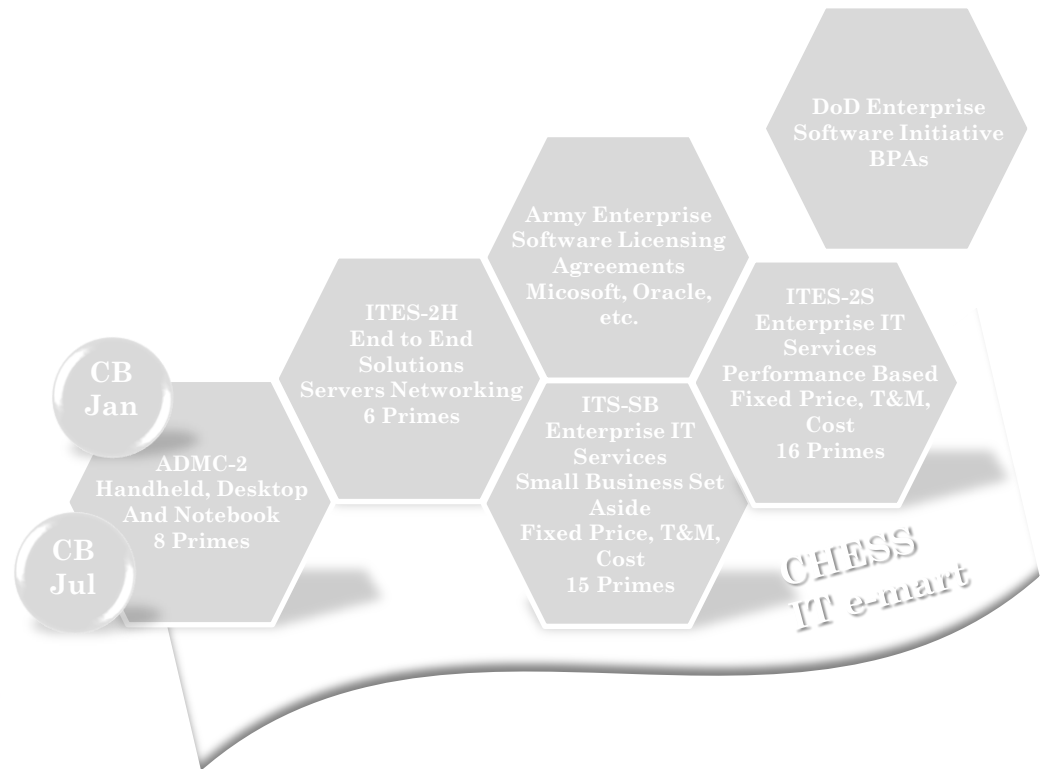 DoD Enterprise
Software Initiative
BPAs
Army Enterprise
Software Licensing
Agreements
Micosoft, Oracle,
etc.
ITES-2H
End to End
Solutions
Servers Networking
6 Primes
ITES-2S
Enterprise IT
Services
Performance Based
Fixed Price, T&M,
Cost
16 Primes
CB
Jan
ADMC-2
Handheld, Desktop
And Notebook
8 Primes
CB
Jul
ITS-SB
Enterprise IT
Services
Small Business Set
Aside
Fixed Price, T&M,
Cost
15 Primes
CHESS
IT e-mart